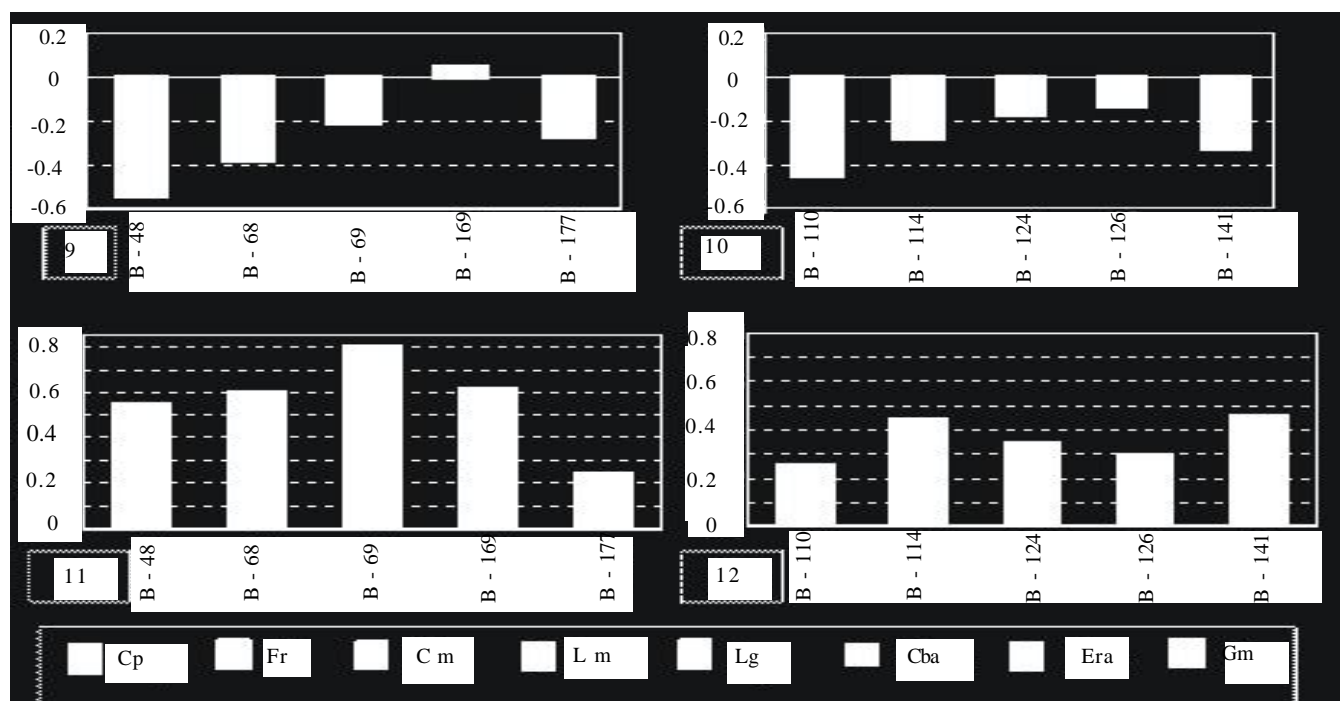 0.2
0
-0.2
-0.4
-0.6
9
B - 48
B - 68
B - 69
B - 169
B - 177
0.2
0
-0.2
-0.4
-0.6
10
B - 110
B - 114
B - 124
B - 126
B - 141
0.8
0.6
0.4
0.2
0
11
B - 48
B - 68
B - 69
B - 169
B - 177
0.8
0.6
0.4
0.2
0
12
B - 110
B - 114
B - 124
B - 126
B - 141
Cp Fr C m L m Lg Cba Era Gm